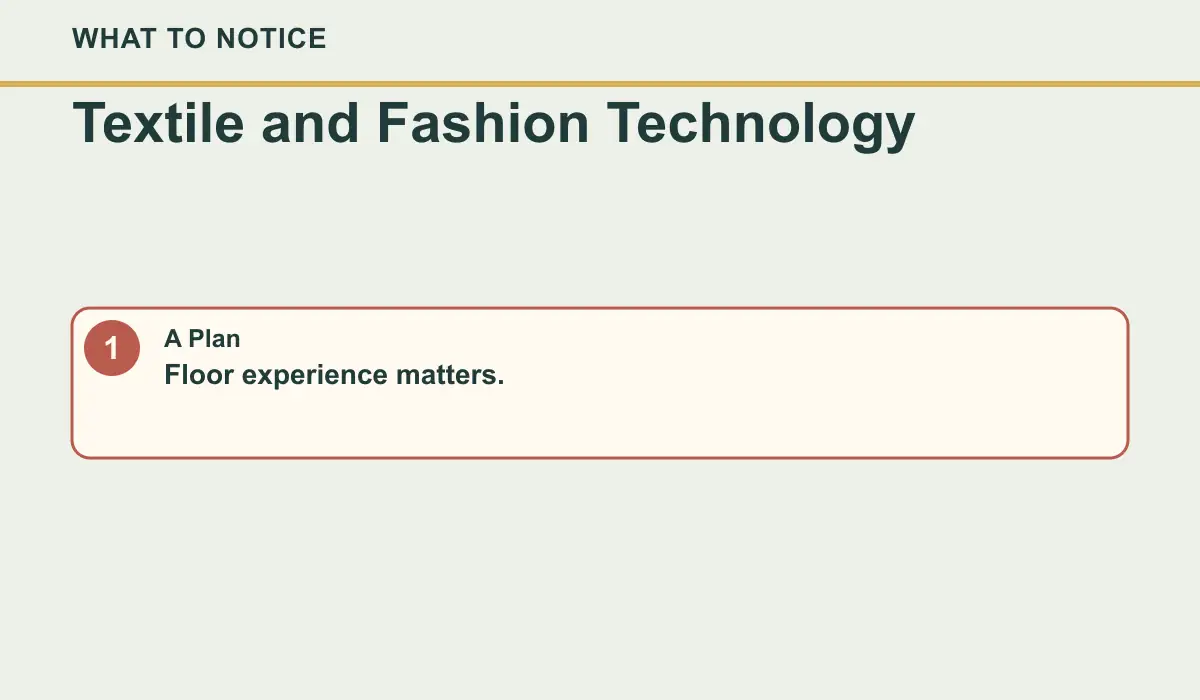 WHAT TO NOTICE
Textile and Fashion Technology
1
A Plan
Floor experience matters.